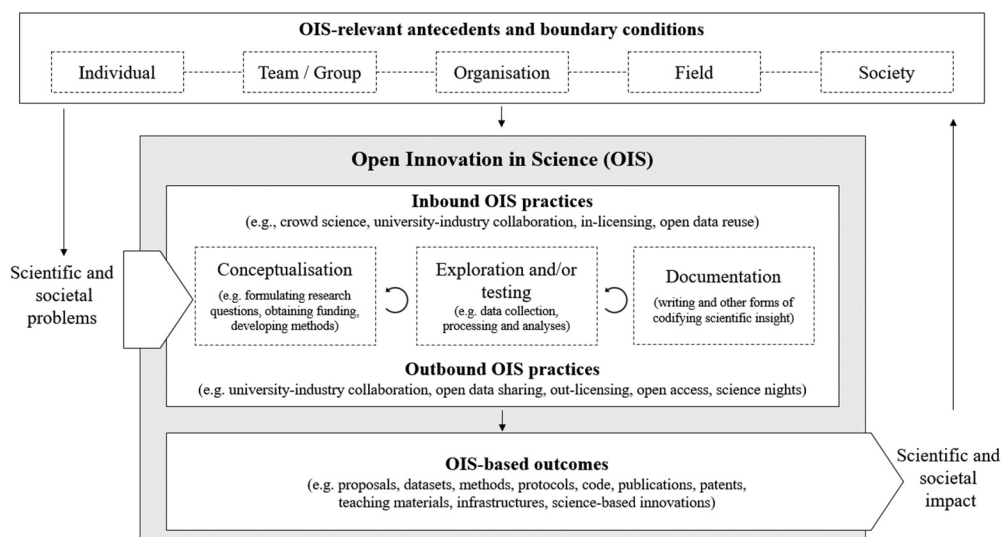 OIS-relevant antecedents and boundary conditions
Individual
Team / Group
Organisation
Field
Society
Open Innovation in Science (OIS)
Inbound OIS practices
(e.g., crowd science, university-industry collaboration, in-licensing, open data reuse)
Scientific and
societal
problems
Conceptualisation
(e.g. formulating research
questions, obtaining funding,
developing methods)
Exploration and/or
testing
(e.g. data collection,
processing and analyses)
Documentation
(writing and other forms of
codifying scientific insight)
Outbound OIS practices
(e.g. university-industry collaboration, open data sharing, out-licensing, open access, science nights)
OIS-based outcomes
(e.g. proposals, datasets, methods, protocols, code, publications, patents,
teaching materials, infrastructures, science-based innovations)
Scientific and
societal
impact